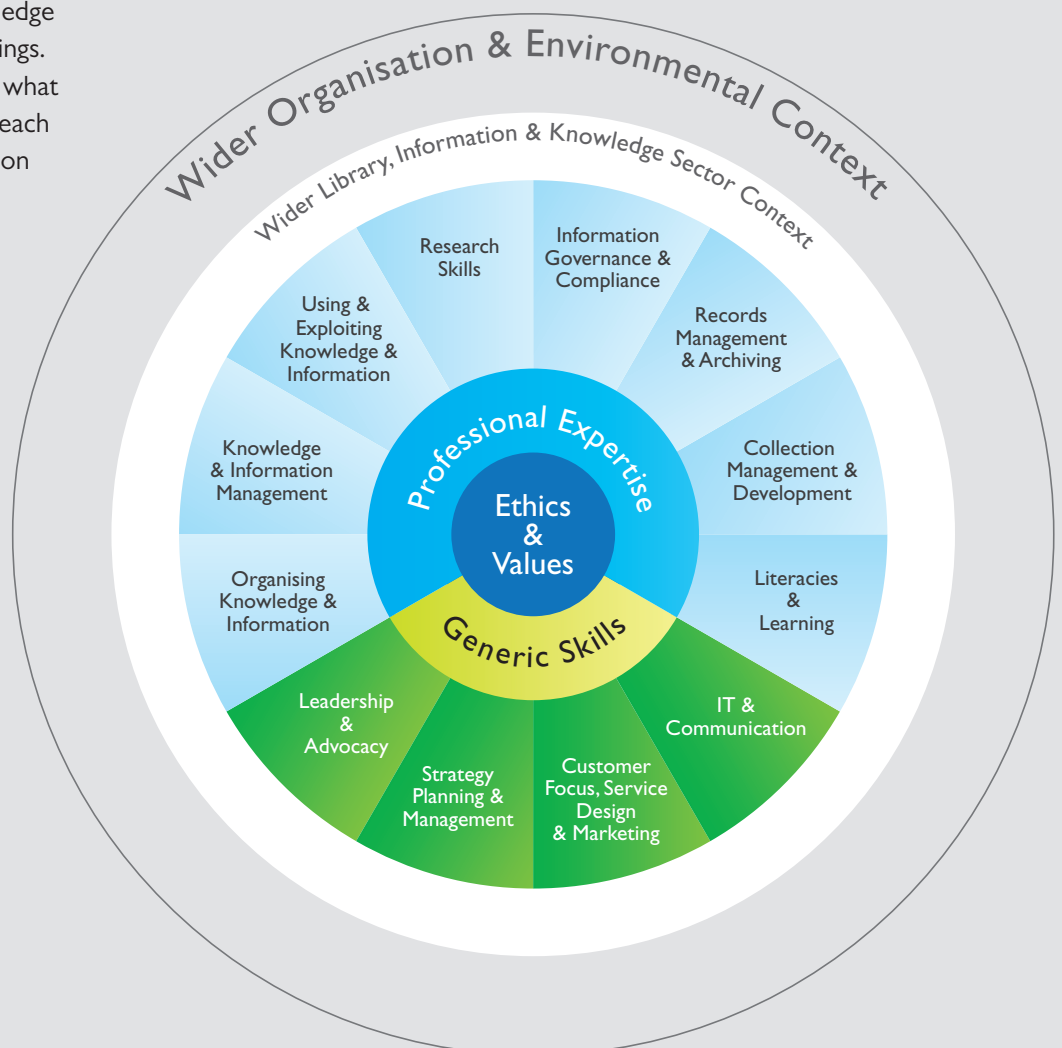 edge
ings.
what
each
on
Wider Organisation & Environmental Context
Wider Library, Information & Knowledge Sector Context
Research
Skills
Information
Governance &
Compliance
Using &
Exploiting
Knowledge &
Information
Records
Management
& Archiving
Knowledge
& Information
Management
Professional Expertise
Collection
Management &
Development
Ethics
&
Values
Organising
Knowledge &
Information
Literacies
&
Learning
Generic Skills
Leadership
&
Advocacy
Strategy
Planning &
Management
Customer
Focus, Service
Design
& Marketing
IT &
Communication